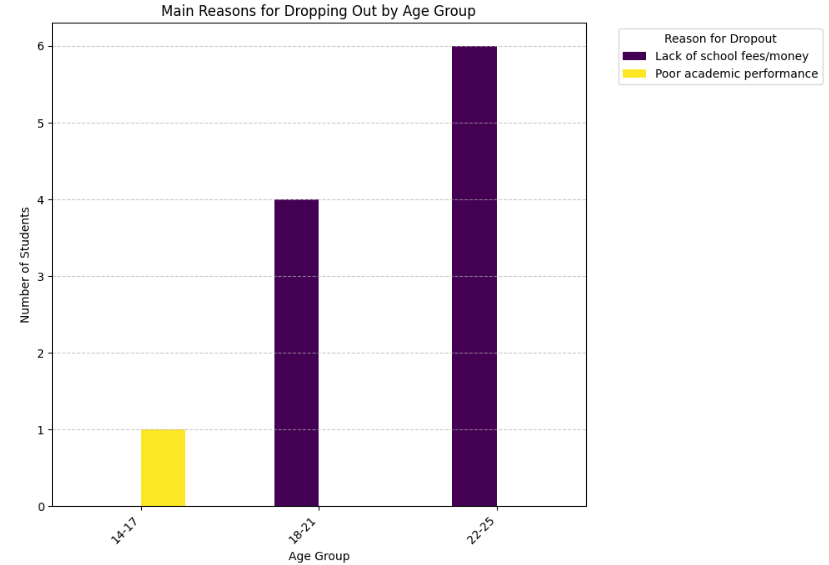 Main Reasons for Dropping Out by Age Group
Reason for Dropout
Lack of school fees/money
Poor academic performance
Number of Students
6
5
4
3
2
1
0
14-17
18-21
22-25
Age Group